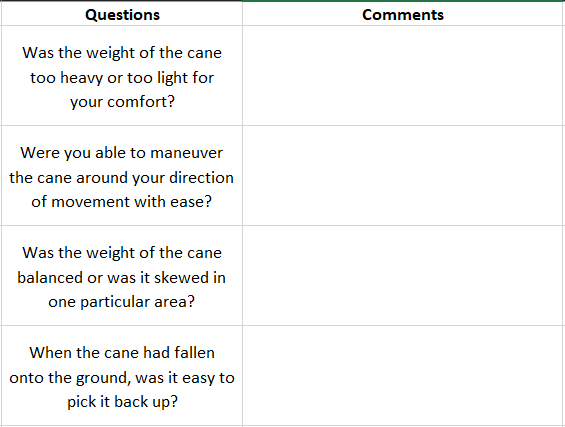 Questions Comments
Was the weight of the cane
too heavy or too light for
your comfort?
Were you able to maneuver
the cane around your direction
of movement with ease?
Was the weight of the cane
balanced or was it skewed in
one particular area?
When the cane had fallen
onto the ground, was it easy to
pick it back up?